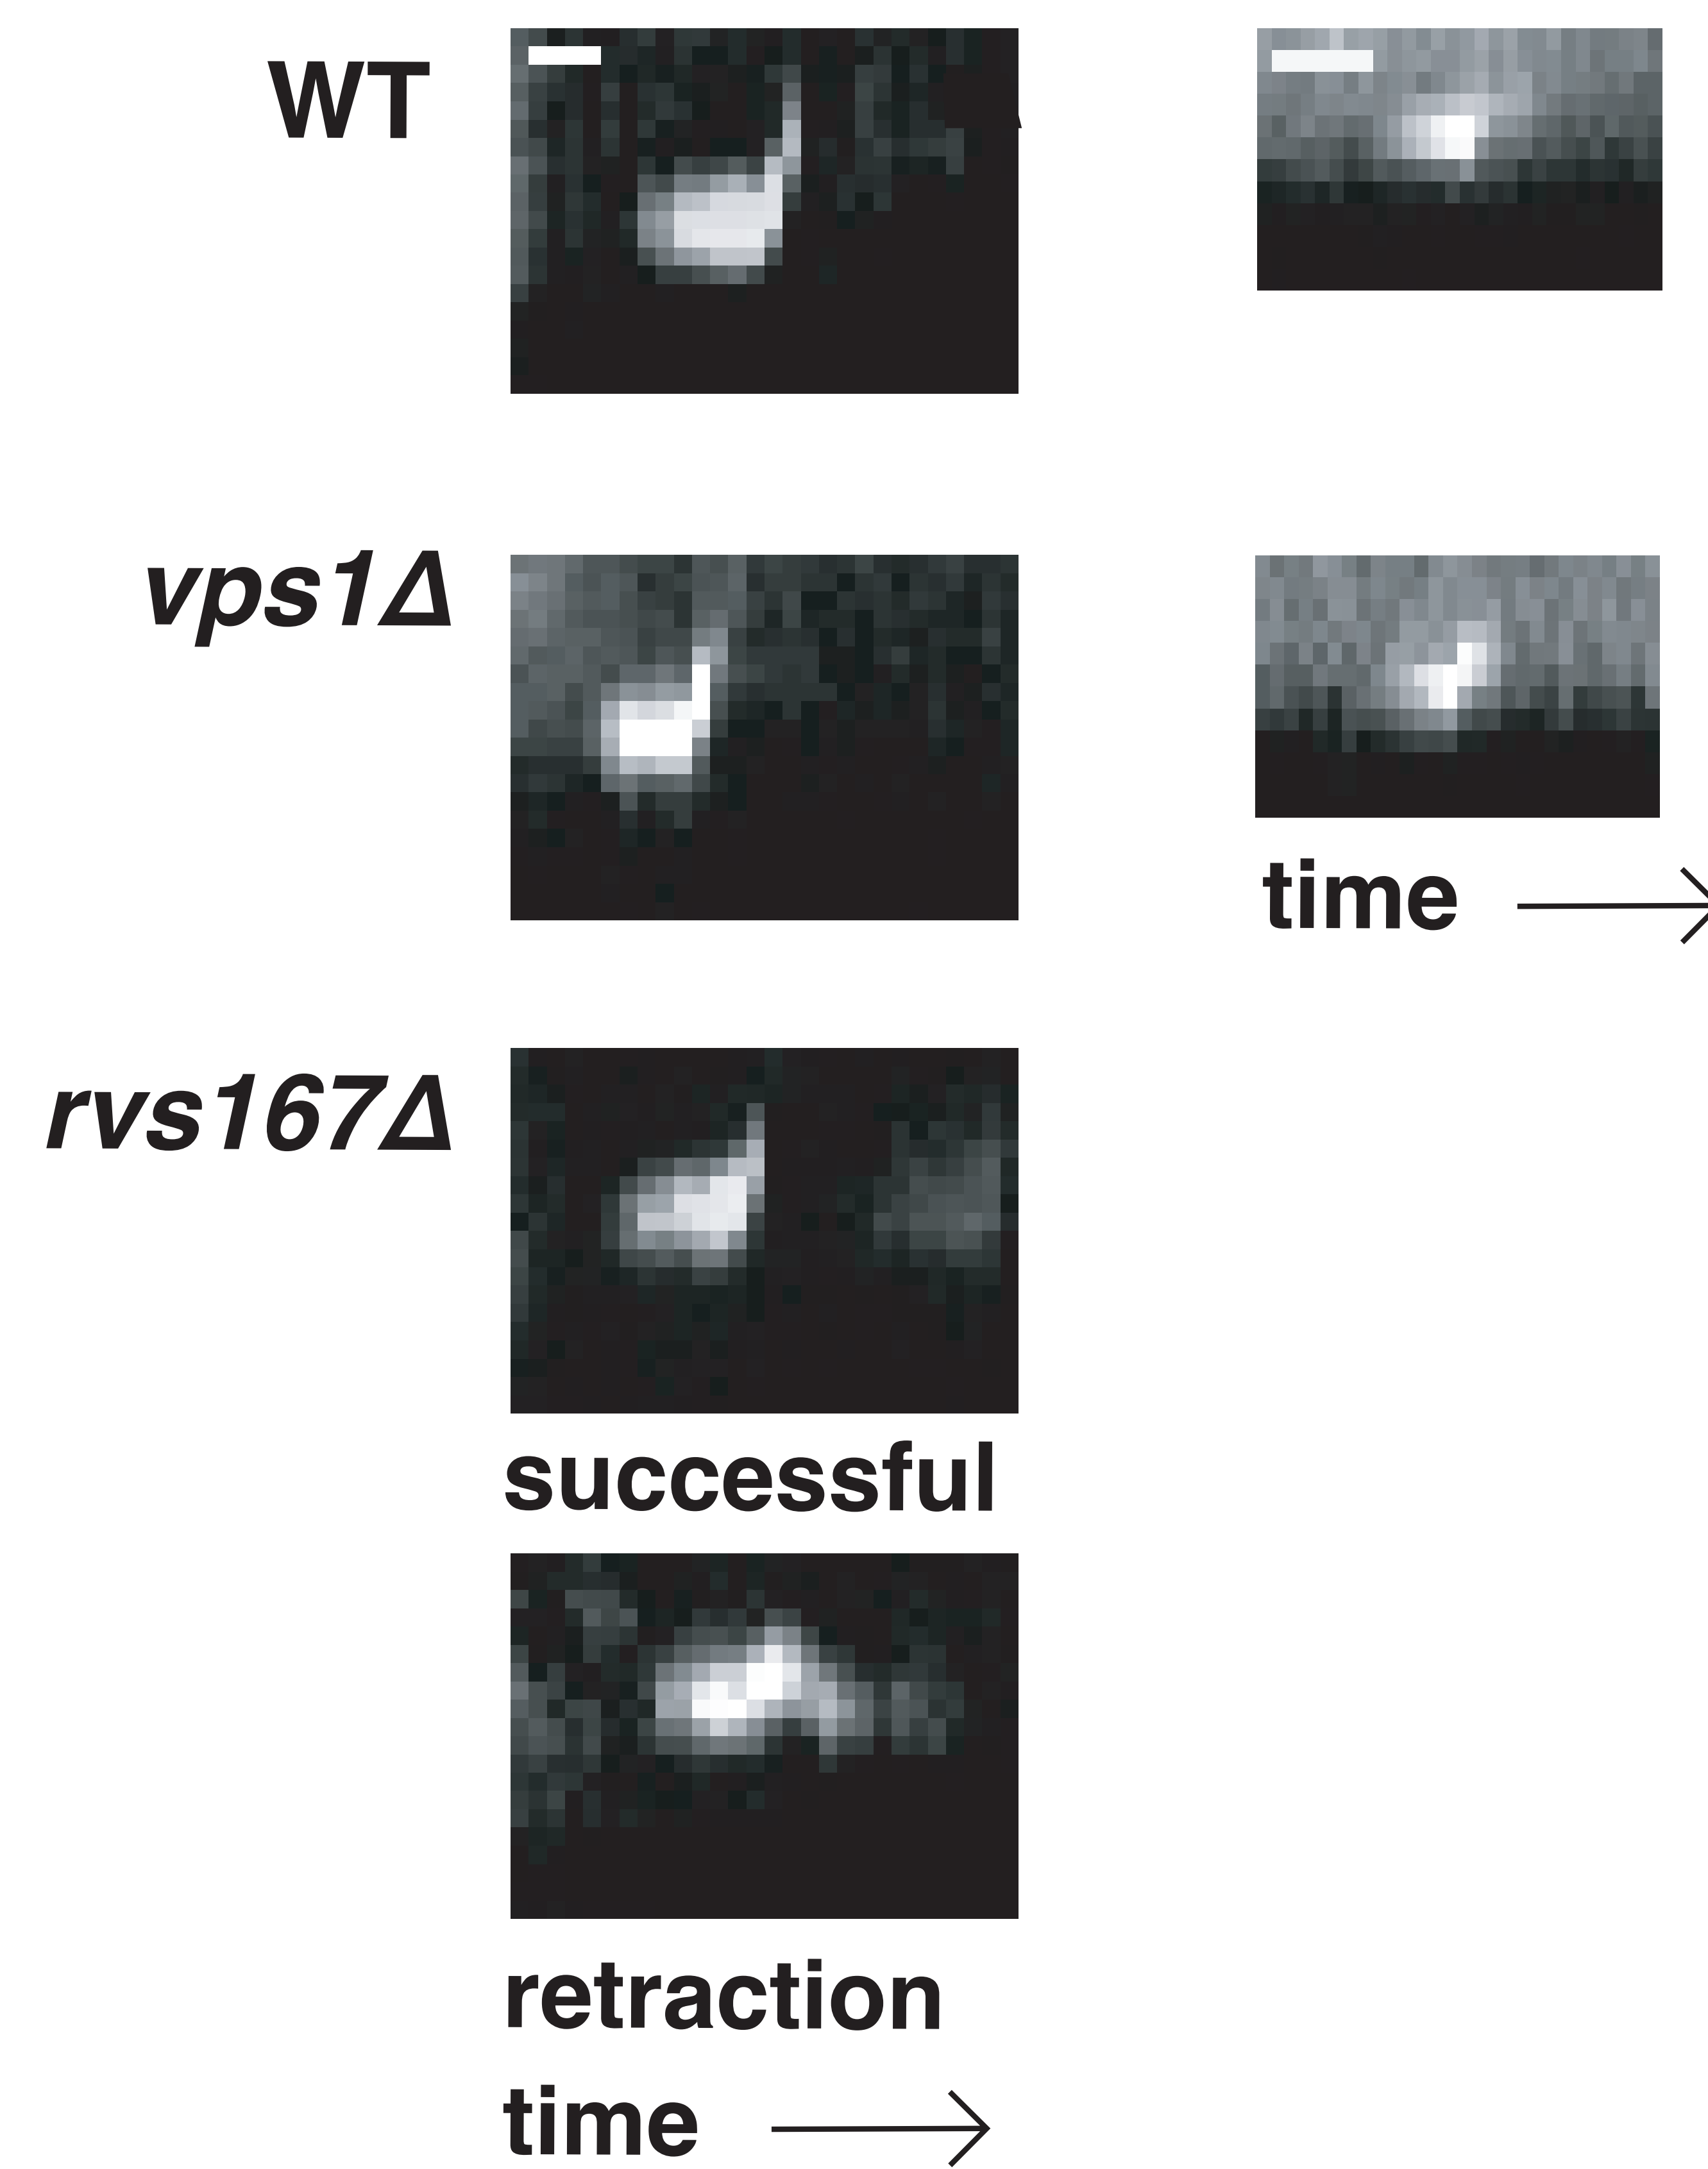 WT
vps1Δ
time
rvs167Δ
successful
retraction
time